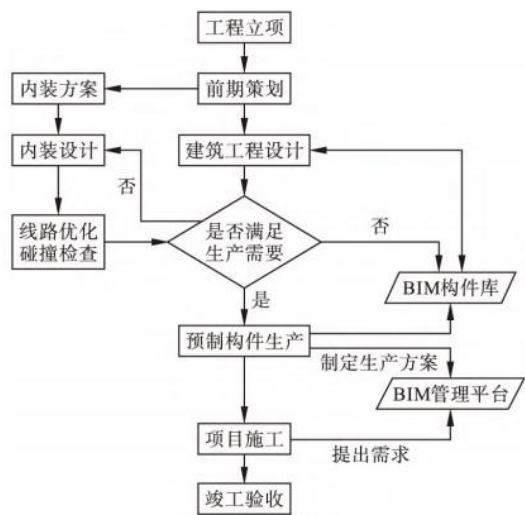 工程立项
内装方案
前期策划
内装设计
建筑工程设计
否
线路优化
碰撞检查
是否满足
生产需要
否
是
BIM构件库
预制构件生产
制定生产方案
BIM管理平台
项目施工
提出需求
竣工验收